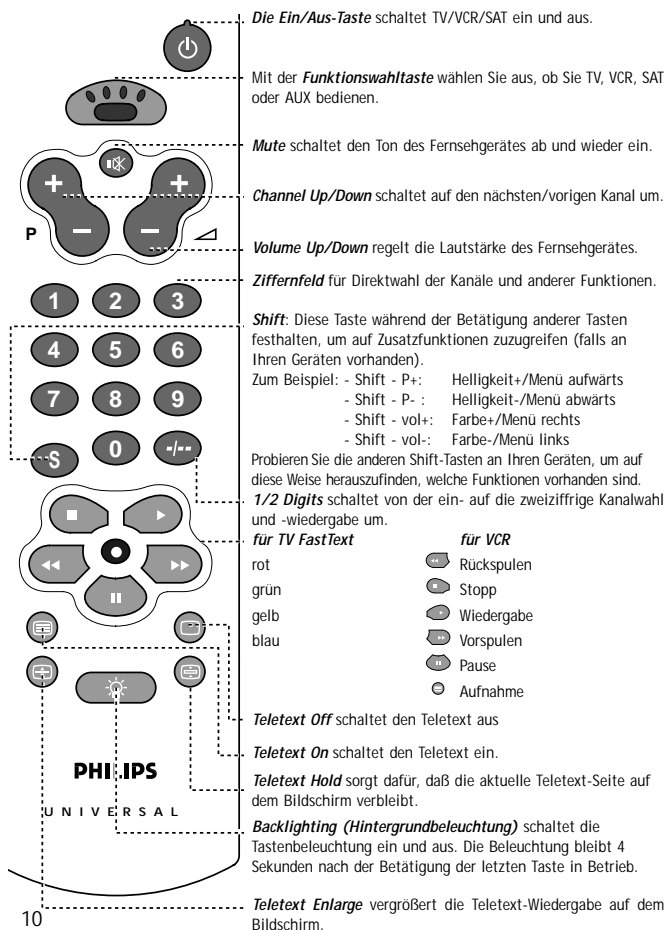 Die Ein/Aus-Taste schaltet TV/VCR/SAT ein und aus.
Mit der Funktionswahltaste wählen Sie aus, ob Sie TV, VCR, SAT
oder AUX bedienen.
Mute schaltet den Ton des Fernsehgerätes ab und wieder ein.
+ +
Channel Up/Down schaltet auf den nächsten/vorigen Kanal um.
P − −
Volume Up/Down regelt die Lautstärke des Fernsehgerätes.
Ziffernfeld für Direktwahl der Kanäle und anderer Funktionen.
1 2 3
Shift: Diese Taste während der Betätigung anderer Tasten
festhalten, um auf Zusatzfunktionen zuzugreifen (falls an
Ihren Geräten vorhanden).
4 5 6
Zum Beispiel: - Shift - P+: Helligkeit+/Menü aufwärts
- Shift - P- : Helligkeit-/Menü abwärts
7 8 9
- Shift - vol+: Farbe+/Menü rechts
- Shift - vol-: Farbe-/Menü links
S 0 -/--
Probieren Sie die anderen Shift-Tasten an Ihren Geräten, um auf
diese Weise herauszufinden, welche Funktionen vorhanden sind.
1/2 Digits schaltet von der ein- auf die zweiziffrige Kanalwahl
und -wiedergabe um.
für TV FastText für VCR
rot Rückspulen
grün Stopp
gelb Wiedergabe
blau Vorspulen
Pause
Aufnahme
Teletext Off schaltet den Teletext aus
Teletext On schaltet den Teletext ein.
PHILIPS
Teletext Hold sorgt dafür, daß die aktuelle Teletext-Seite auf
dem Bildschirm verbleibt.
UNIVERSAL
Backlighting (Hintergrundbeleuchtung) schaltet die
Tastenbeleuchtung ein und aus. Die Beleuchtung bleibt 4
Sekunden nach der Betätigung der letzten Taste in Betrieb.
Teletext Enlarge vergrößert die Teletext-Wiedergabe auf dem
Bildschirm.
10